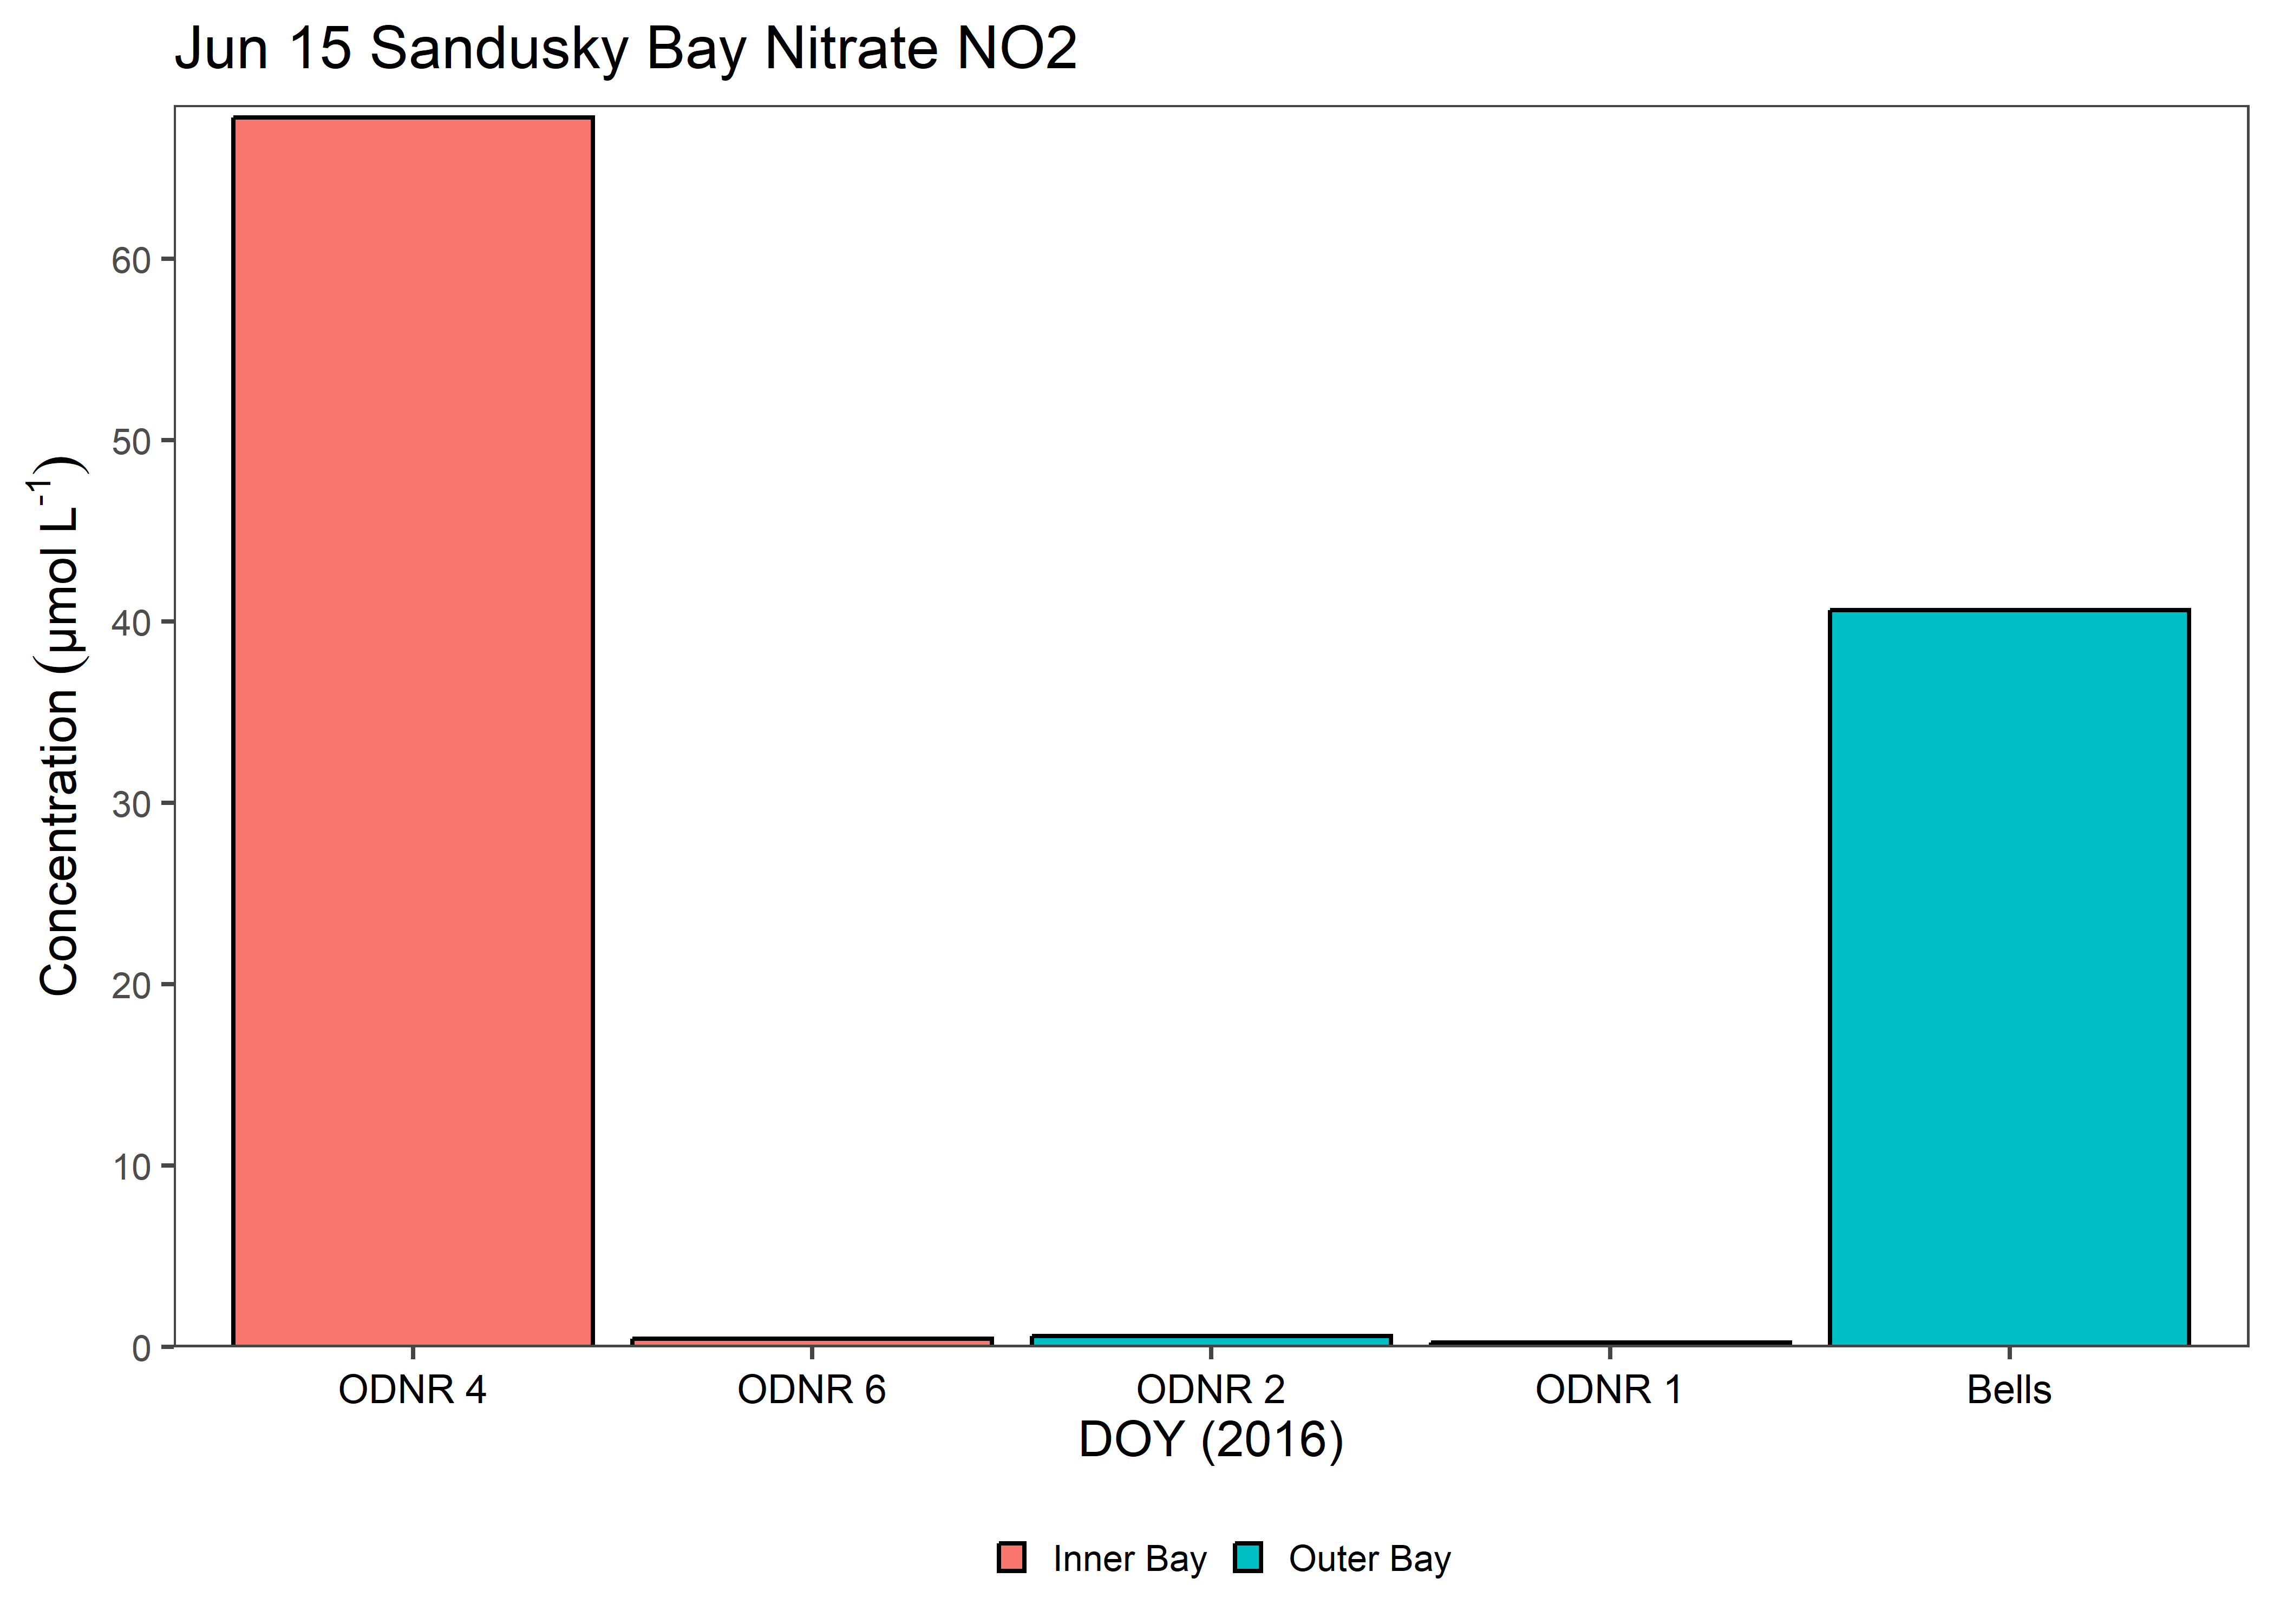 Jun 15 Sandusky Bay Nitrate NO2
Concentration (µmol L⁻¹)
60
50
40
30
20
10
0
ODNR 4 ODNR 6 ODNR 2 ODNR 1 Bells
DOY (2016)
Inner Bay Outer Bay